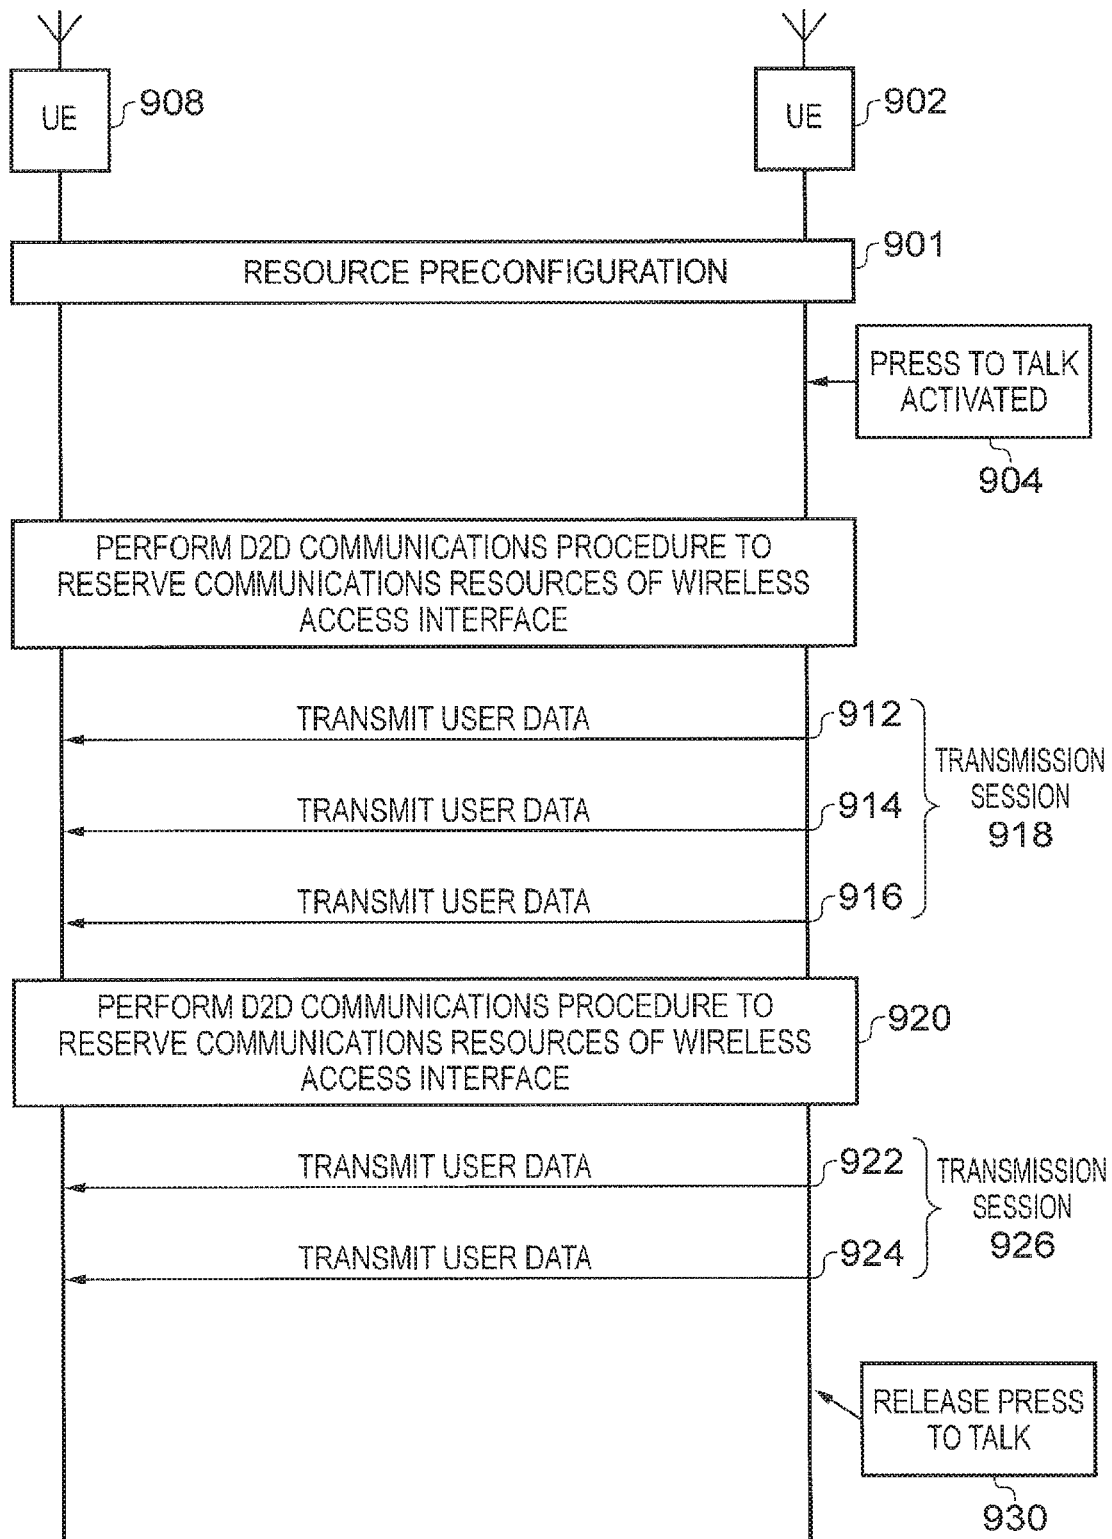 UE
908
UE
902
RESOURCE PRECONFIGURATION
901
PRESS TO TALK
ACTIVATED
904
PERFORM D2D COMMUNICATIONS PROCEDURE TO
RESERVE COMMUNICATIONS RESOURCES OF WIRELESS
ACCESS INTERFACE
TRANSMIT USER DATA
912
TRANSMIT USER DATA
914
TRANSMIT USER DATA
916
TRANSMISSION
SESSION
918
PERFORM D2D COMMUNICATIONS PROCEDURE TO
RESERVE COMMUNICATIONS RESOURCES OF WIRELESS
ACCESS INTERFACE
920
TRANSMIT USER DATA
922
TRANSMIT USER DATA
924
TRANSMISSION
SESSION
926
RELEASE PRESS
TO TALK
930